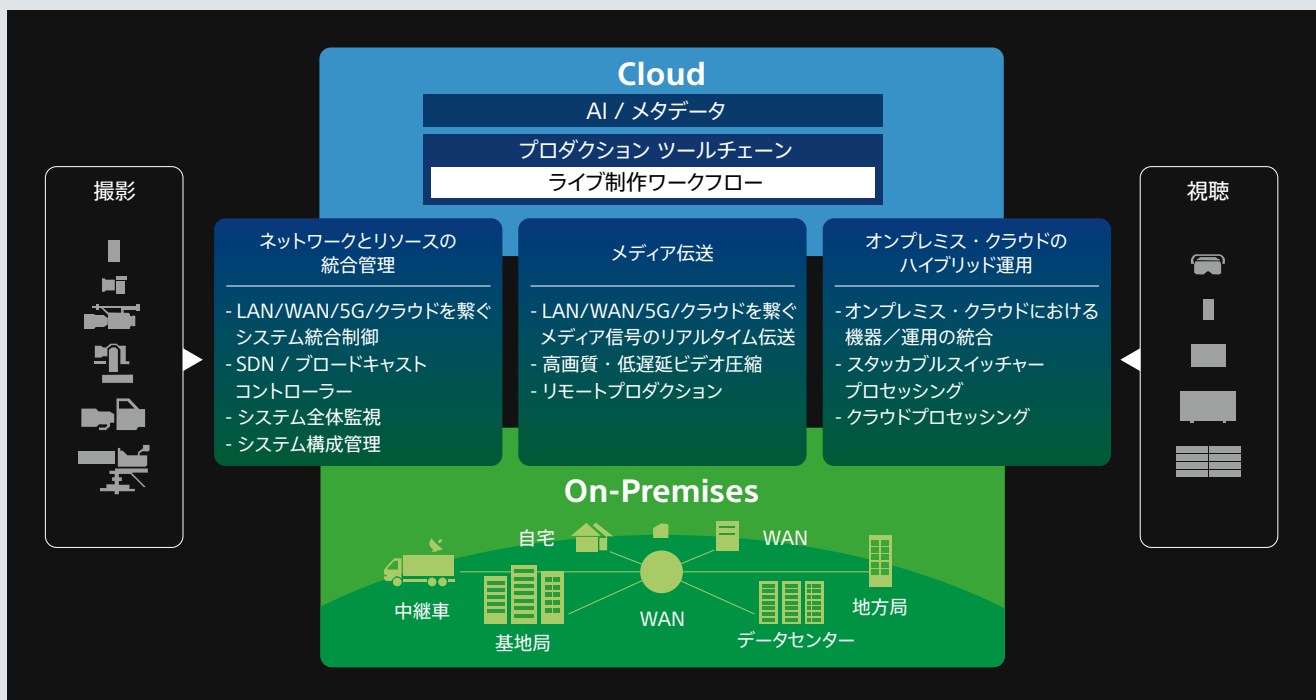 Cloud
AI / メタデータ
プロダクション ツールチェーン
ライブ制作ワークフロー
撮影
視聴
ネットワークとリソースの
統合管理
- LAN/WAN/5G/クラウドを繋ぐ
システム統合制御
- SDN / ブロードキャスト
コントローラー
- システム全体監視
- システム構成管理
メディア伝送
- LAN/WAN/5G/クラウドを繋ぐ
メディア信号のリアルタイム伝送
- 高画質・低遅延ビデオ圧縮
- リモートプロダクション
オンプレミス・クラウドの
ハイブリッド運用
- オンプレミス・クラウドにおける
機器／運用の統合
- スタッカブルスイッチャー
プロセッシング
- クラウドプロセッシング
On-Premises
自宅
WAN
中継車
基地局
WAN
データセンター
地方局